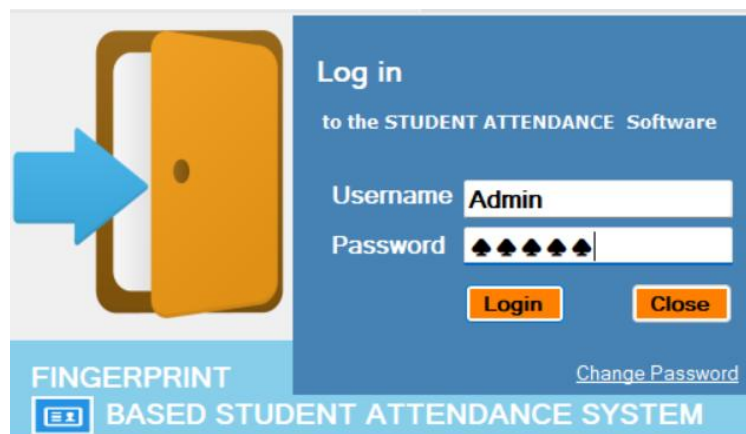 Log in
to the STUDENT ATTENDANCE Software
Username Admin
Password ♠♠♠♠♠
Login Close
Change Password
FINGERPRINT
BASED STUDENT ATTENDANCE SYSTEM